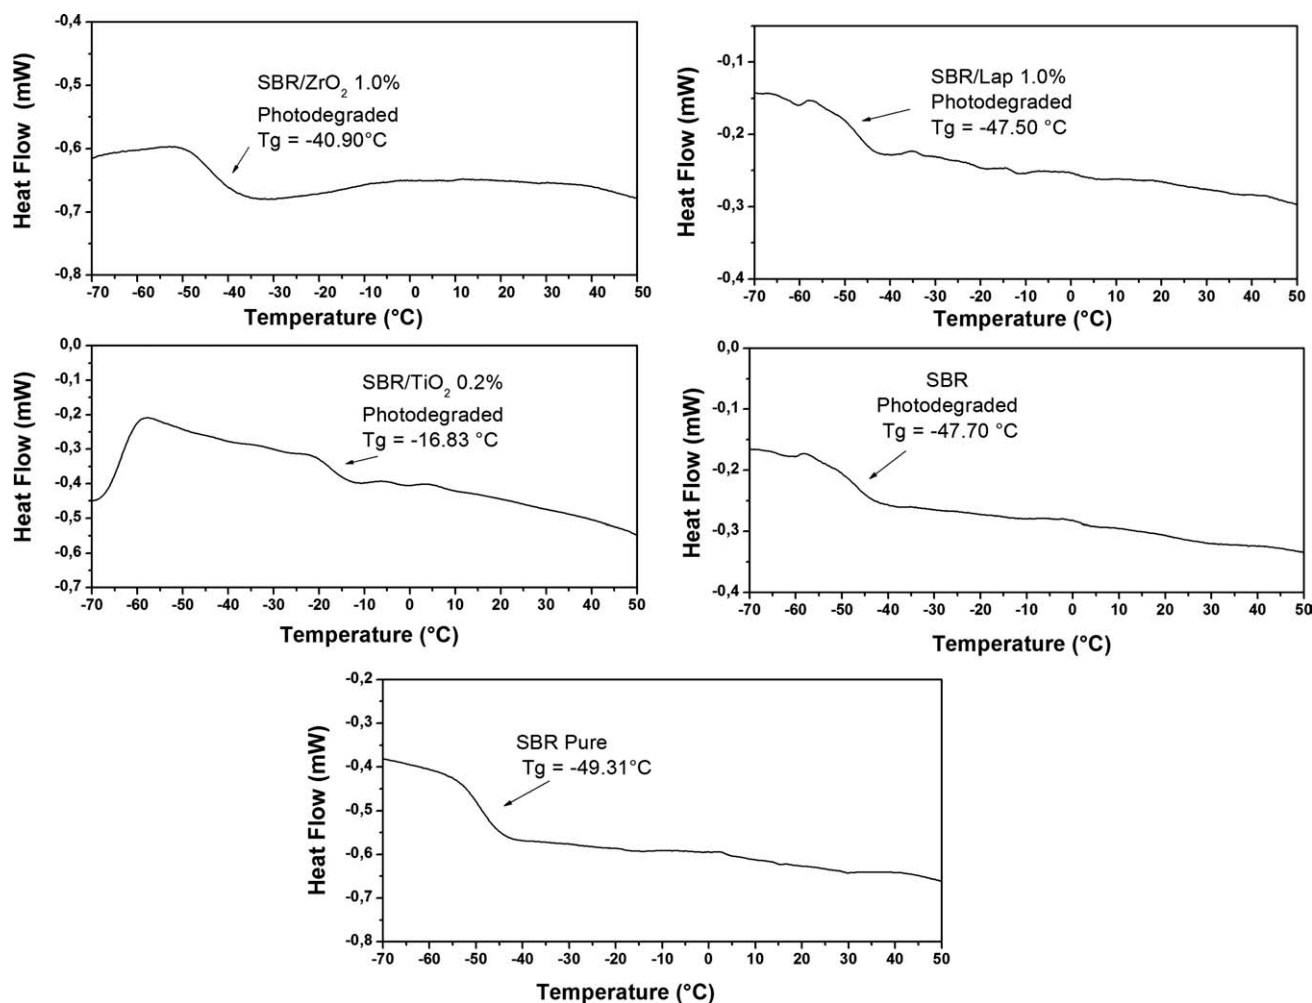 -0,4
-0,5
-0,6
-0,7
-0,8
Heat Flow (mW)
SBR/ZrO₂ 1.0%
Photodegraded
Tg = -40.90°C
-70 -60 -50 -40 -30 -20 -10 0 10 20 30 40 50
Temperature (°C)
-0,1
-0,2
-0,3
-0,4
Heat Flow (mW)
SBR/Lap 1.0%
Photodegraded
Tg = -47.50 °C
-70 -60 -50 -40 -30 -20 -10 0 10 20 30 40 50
Temperature (°C)
0,0
-0,1
-0,2
-0,3
-0,4
-0,5
-0,6
-0,7
Heat Flow (mW)
SBR/TiO₂ 0.2%
Photodegraded
Tg = -16.83 °C
-70 -60 -50 -40 -30 -20 -10 0 10 20 30 40 50
Temperature (°C)
0,0
-0,1
-0,2
-0,3
-0,4
Heat Flow (mW)
SBR
Photodegraded
Tg = -47.70 °C
-70 -60 -50 -40 -30 -20 -10 0 10 20 30 40 50
Temperature (°C)
-0,2
-0,3
-0,4
-0,5
-0,6
-0,7
-0,8
Heat Flow (mW)
SBR Pure
Tg = -49.31°C
-70 -60 -50 -40 -30 -20 -10 0 10 20 30 40 50
Temperature (°C)